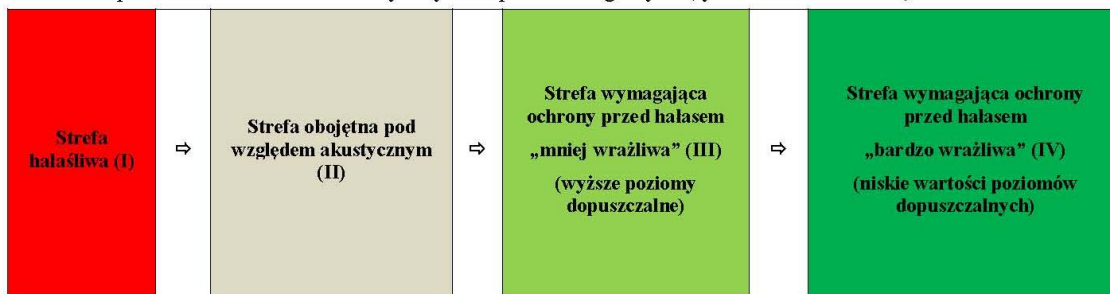 Strefa
hałaśliwa (I)
⇨
Strefa obojętna pod
względem akustycznym
(II)
⇨
Strefa wymagająca
ochrony przed hałasem
„mniej wrażliwa” (III)
(wyższe poziomy
dopuszczalne)
⇨
Strefa wymagająca ochrony
przed hałasem
„bardzo wrażliwa” (IV)
(niskie wartości poziomów
dopuszczalnych)